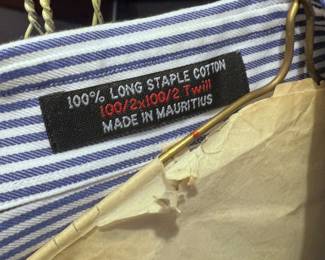 100% LONG STAPLE COTTON
100/2x100/2 Twill
MADE IN MAURITIUS